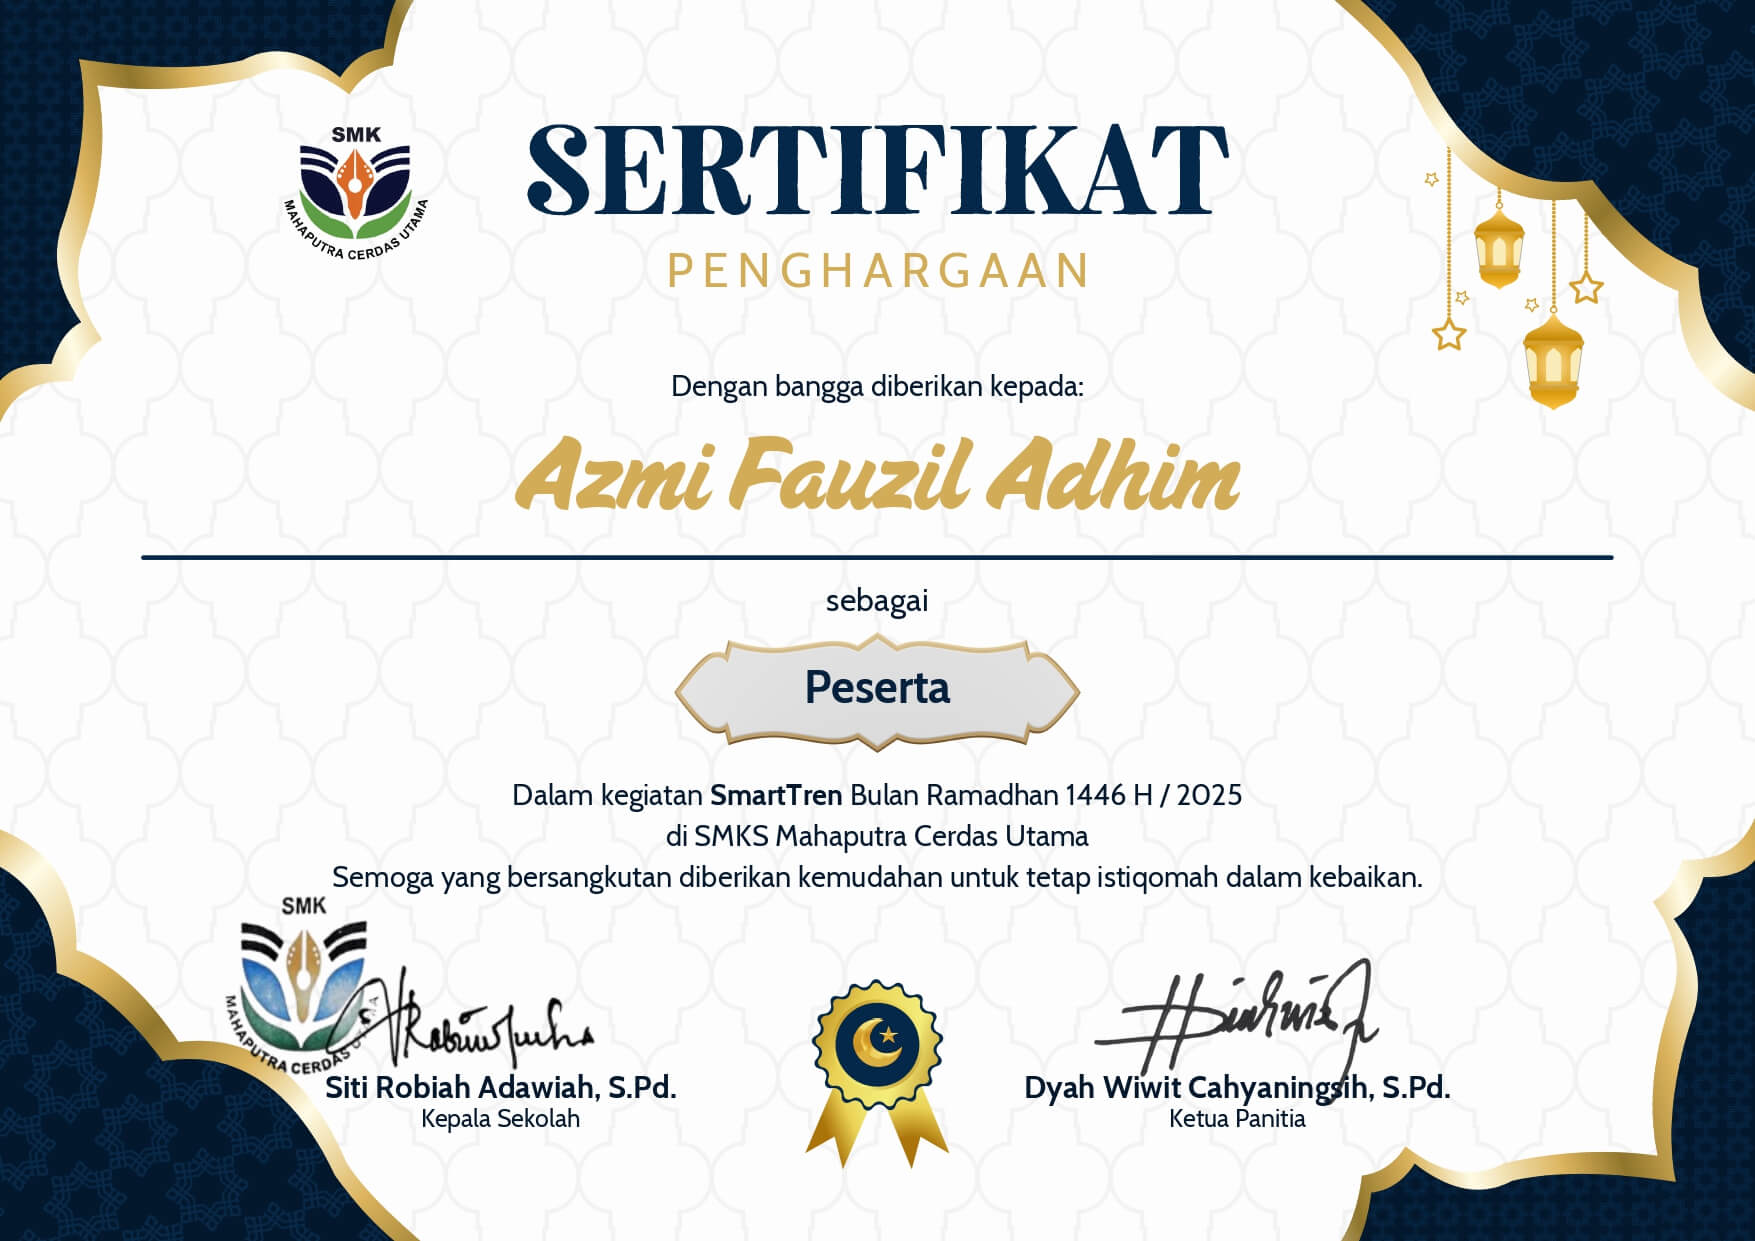 SMK
MAHAPUTRA CERDAS UTAMA
SERTIFIKAT
PENGHARGAAN
Dengan bangga diberikan kepada:
Azmi Fauzil Adhim
sebagai
Peserta
Dalam kegiatan SmartTren Bulan Ramadhan 1446 H / 2025
di SMKS Mahaputra Cerdas Utama
Semoga yang bersangkutan diberikan kemudahan untuk tetap istiqomah dalam kebaikan.
SMK
MAHAPUTRA CERDAS UTAMA
Siti Robiah Adawiah, S.Pd.
Kepala Sekolah
Dyah Wiwit Cahyaningsih, S.Pd.
Ketua Panitia